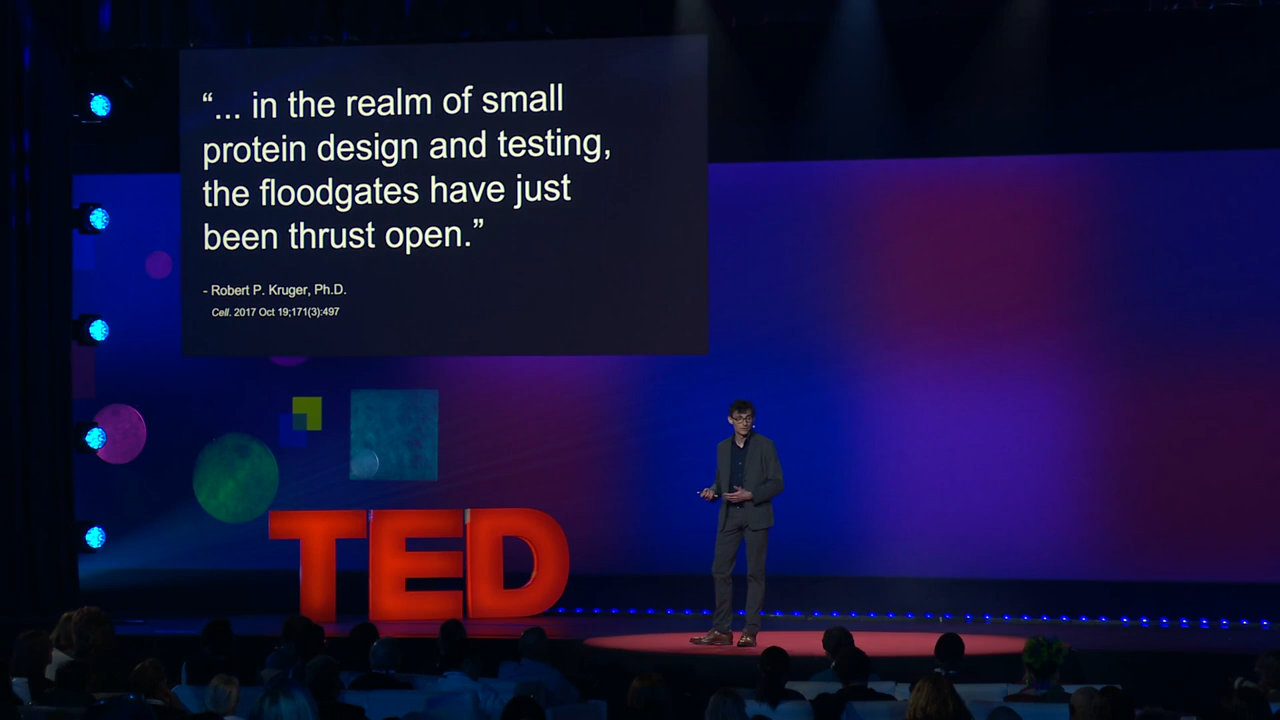 “... in the realm of small
protein design and testing,
the floodgates have just
been thrust open.”
- Robert P. Kruger, Ph.D.
Cell. 2017 Oct 19;171(3):497
TED